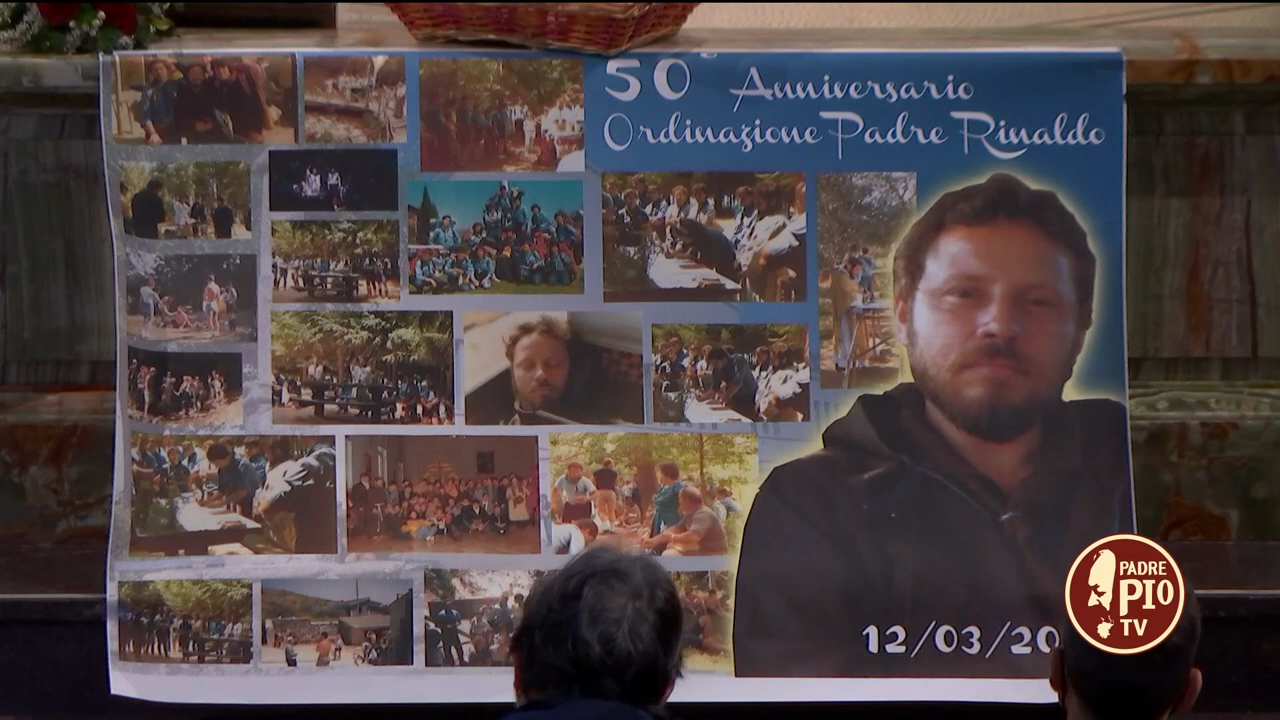 50° Anniversario
Ordinazione Padre Rinaldo
12/03/20
PADRE
PIO
TV